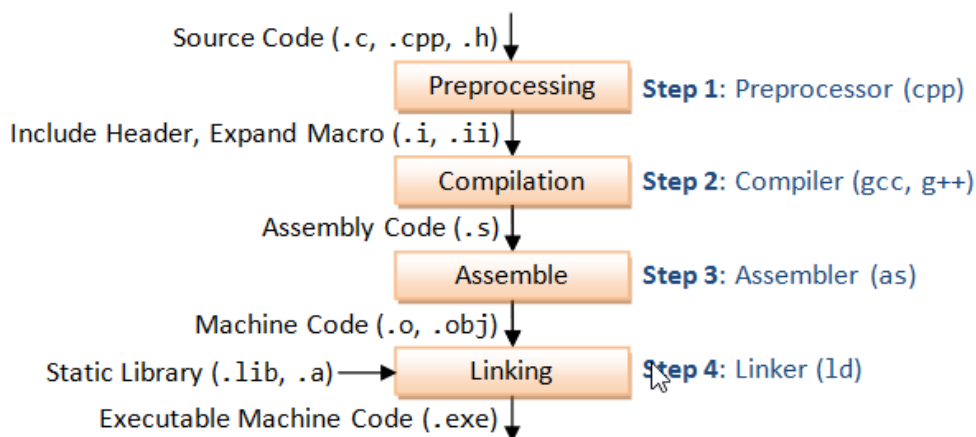 Source Code (.c, .cpp, .h)
Preprocessing
Step 1: Preprocessor (cpp)
Include Header, Expand Macro (.i, .ii)
Compilation
Step 2: Compiler (gcc, g++)
Assembly Code (.s)
Assemble
Step 3: Assembler (as)
Machine Code (.o, .obj)
Static Library (.lib, .a)
Linking
Step 4: Linker (ld)
Executable Machine Code (.exe)